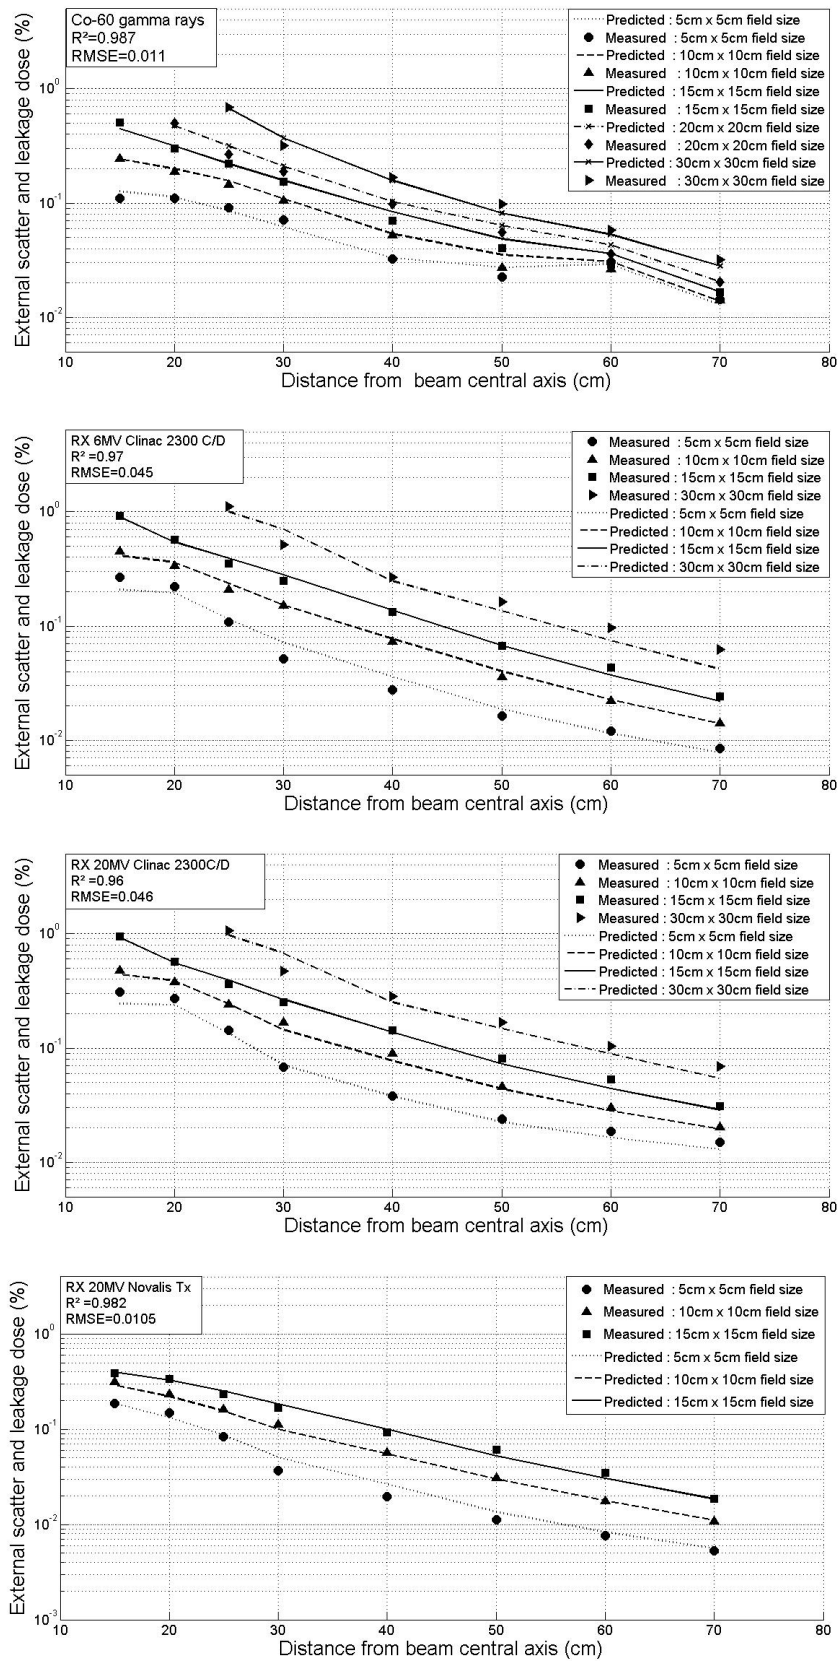 Co-60 gamma rays
R²=0.987
RMSE=0.011
Predicted : 5cm x 5cm field size
Measured : 5cm x 5cm field size
Predicted : 10cm x 10cm field size
Measured : 10cm x 10cm field size
Predicted : 15cm x 15cm field size
Measured : 15cm x 15cm field size
Predicted : 20cm x 20cm field size
Measured : 20cm x 20cm field size
Predicted : 30cm x 30cm field size
Measured : 30cm x 30cm field size
External scatter and leakage dose (%)
10⁰
10⁻¹
10⁻²
10 20 30 40 50 60 70 80
Distance from beam central axis (cm)
RX 6MV Clinac 2300 C/D
R² =0.97
RMSE=0.045
Measured : 5cm x 5cm field size
Measured : 10cm x 10cm field size
Measured : 15cm x 15cm field size
Measured : 30cm x 30cm field size
Predicted : 5cm x 5cm field size
Predicted : 10cm x 10cm field size
Predicted : 15cm x 15cm field size
Predicted : 30cm x 30cm field size
External scatter and leakage dose (%)
10⁰
10⁻¹
10⁻²
10 20 30 40 50 60 70 80
Distance from beam central axis (cm)
RX 20MV Clinac 2300C/D
R² =0.96
RMSE=0.046
Measured : 5cm x 5cm field size
Measured : 10cm x 10cm field size
Measured : 15cm x 15cm field size
Measured : 30cm x 30cm field size
Predicted : 5cm x 5cm field size
Predicted : 10cm x 10cm field size
Predicted : 15cm x 15cm field size
Predicted : 30cm x 30cm field size
External scatter and leakage dose (%)
10⁰
10⁻¹
10⁻²
10 20 30 40 50 60 70 80
Distance from beam central axis (cm)
RX 20MV Novalis Tx
R² =0.982
RMSE=0.0105
Measured : 5cm x 5cm field size
Measured : 10cm x 10cm field size
Measured : 15cm x 15cm field size
Predicted : 5cm x 5cm field size
Predicted : 10cm x 10cm field size
Predicted : 15cm x 15cm field size
External scatter and leakage dose (%)
10⁰
10⁻¹
10⁻²
10⁻³
10 20 30 40 50 60 70 80
Distance from beam central axis (cm)